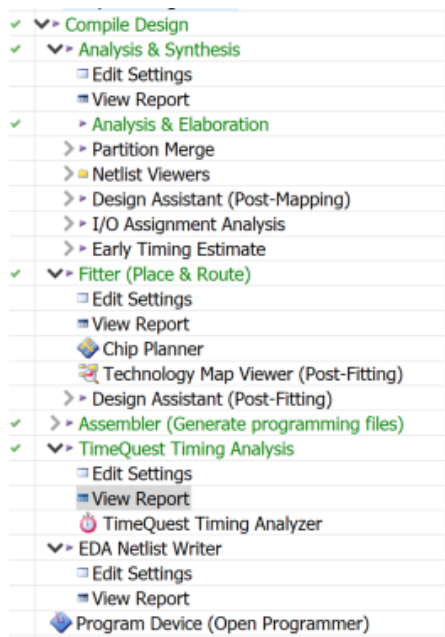 Compile Design
Analysis & Synthesis
Edit Settings
View Report
Analysis & Elaboration
Partition Merge
Netlist Viewers
Design Assistant (Post-Mapping)
I/O Assignment Analysis
Early Timing Estimate
Fitter (Place & Route)
Edit Settings
View Report
Chip Planner
Technology Map Viewer (Post-Fitting)
Design Assistant (Post-Fitting)
Assembler (Generate programming files)
TimeQuest Timing Analysis
Edit Settings
View Report
TimeQuest Timing Analyzer
EDA Netlist Writer
Edit Settings
View Report
Program Device (Open Programmer)